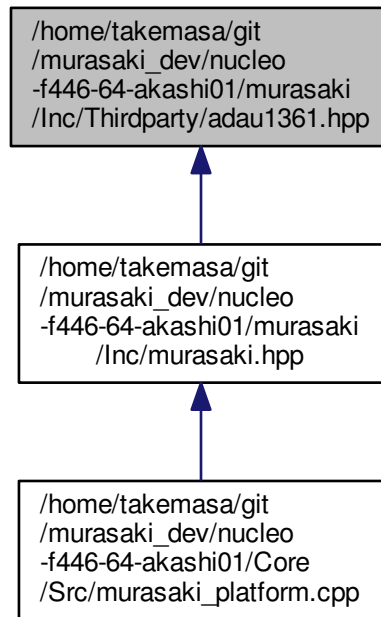 /home/takemasa/git
/murasaki_dev/nucleo
-f446-64-akashi01/murasaki
/Inc/Thirdparty/adau1361.hpp
/home/takemasa/git
/murasaki_dev/nucleo
-f446-64-akashi01/murasaki
/Inc/murasaki.hpp
/home/takemasa/git
/murasaki_dev/nucleo
-f446-64-akashi01/Core
/Src/murasaki_platform.cpp